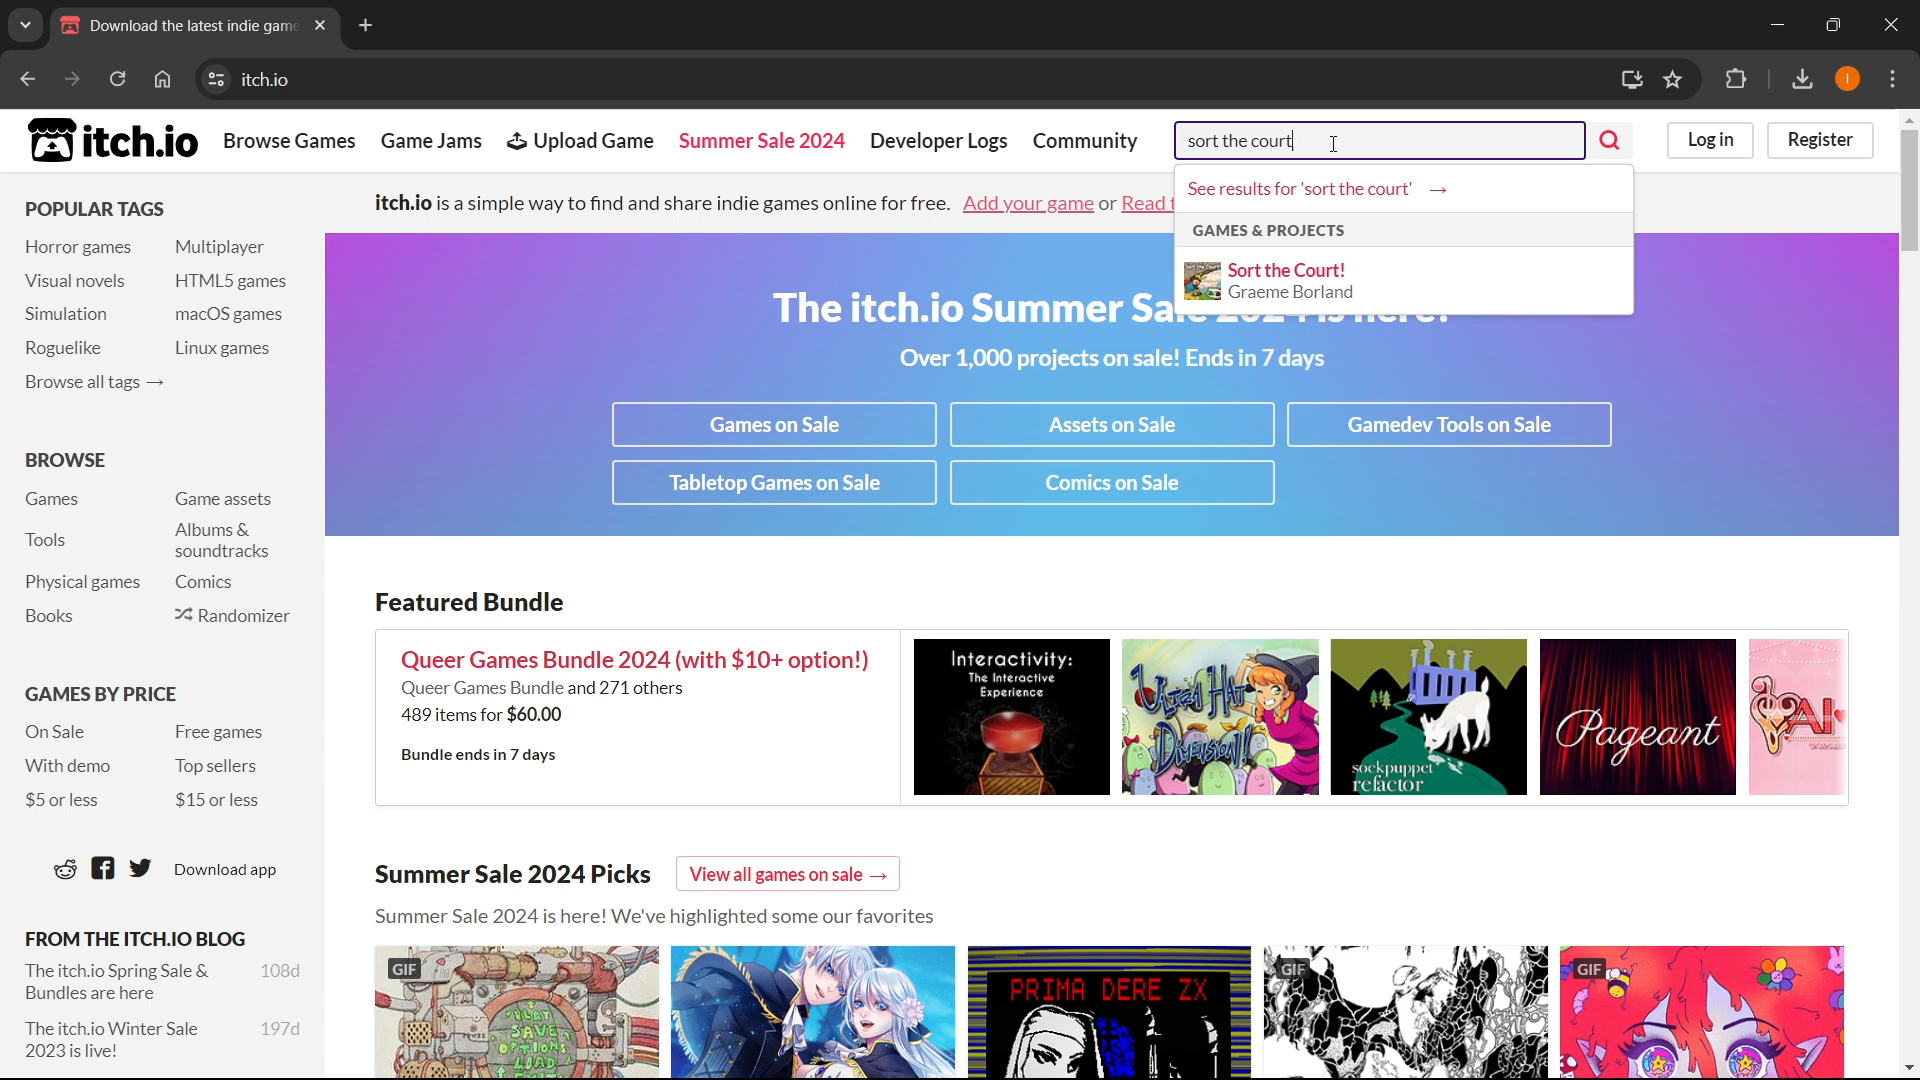 Download the latest indie game
itch.io
itch.io
Browse Games
Game Jams
Upload Game
Summer Sale 2024
Developer Logs
Community
sort the court
Log in
Register
See results for 'sort the court' →
GAMES & PROJECTS
Sort the Court!
Graeme Borland
POPULAR TAGS
Horror games
Multiplayer
Visual novels
HTML5 games
Simulation
macOS games
Roguelike
Linux games
Browse all tags →
BROWSE
Games
Game assets
Tools
Albums &
soundtracks
Physical games
Comics
Books
Randomizer
GAMES BY PRICE
On Sale
Free games
With demo
Top sellers
$5 or less
$15 or less
Download app
FROM THE ITCH.IO BLOG
The itch.io Spring Sale &
Bundles are here
108d
The itch.io Winter Sale
2023 is live!
197d
itch.io is a simple way to find and share indie games online for free. Add your game or Read
The itch.io Summer
Over 1,000 projects on sale! Ends in 7 days
Games on Sale
Assets on Sale
Gamedev Tools on Sale
Tabletop Games on Sale
Comics on Sale
Featured Bundle
Queer Games Bundle 2024 (with $10+ option!)
Queer Games Bundle and 271 others
489 items for $60.00
Bundle ends in 7 days
Interactivity:
The Interactive
Experience
Witch Hat
Dimension!!
sockpuppet
refactor
Pageant
Summer Sale 2024 Picks
View all games on sale →
Summer Sale 2024 is here! We've highlighted some our favorites
GIF
PLAY
SAVE
OPTIONS
LOAD
PRIMA DERE ZX
GIF
GIF